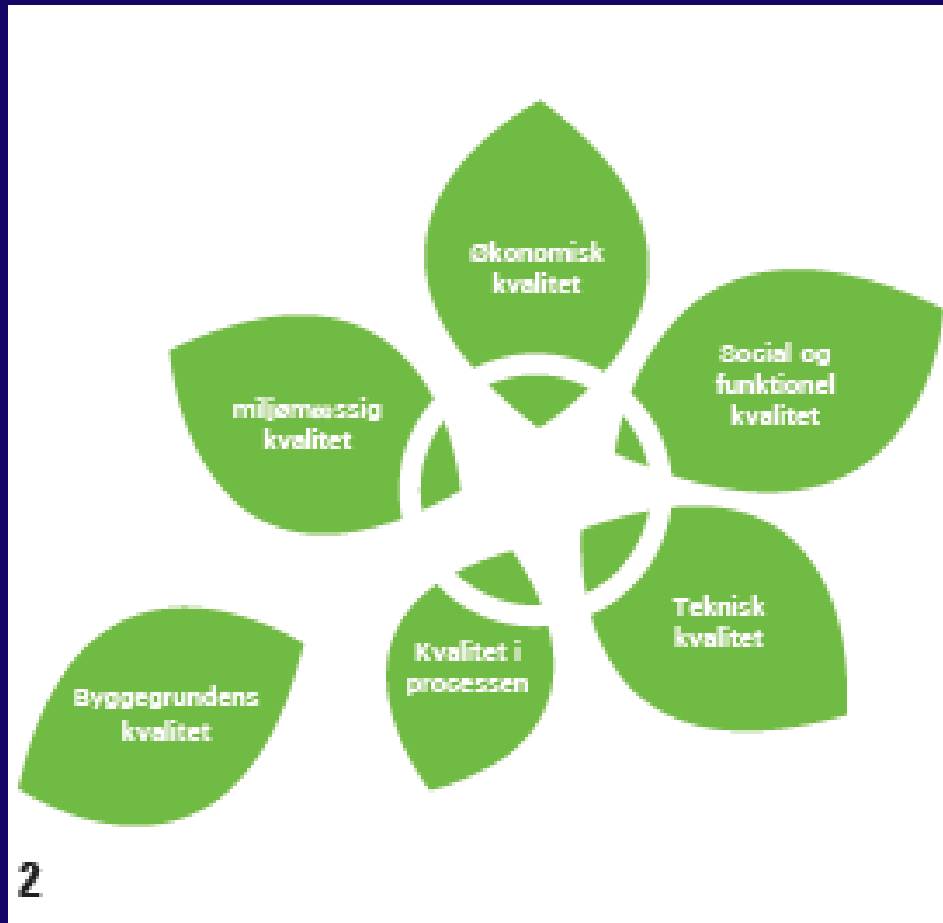 Økonomisk
kvalitet
Social og
funktionel
kvalitet
miljømæssig
kvalitet
Teknisk
kvalitet
Kvalitet i
processen
Byggegrundens
kvalitet
2